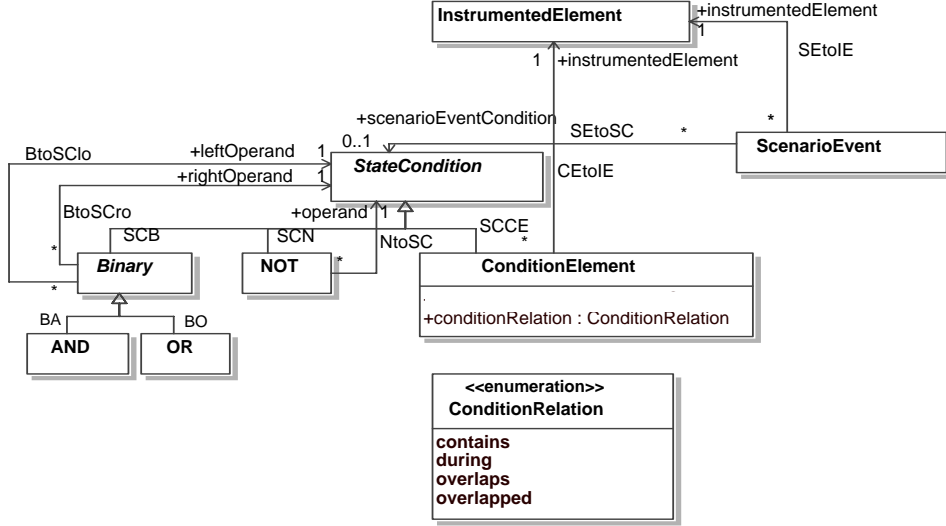 InstrumentedElement
+instrumentedElement
1
SEtoIE
1
+instrumentedElement
+scenarioEventCondition
0..1
SEtoSC
*
*
ScenarioEvent
BtoSClo
+leftOperand
1
StateCondition
CEtoIE
+rightOperand
1
BtoSCro
+operand
1
SCB
SCN
NtoSC
SCCE
*
*
Binary
*
NOT
*
ConditionElement
+conditionRelation : ConditionRelation
BA
BO
AND
OR
<<enumeration>>
ConditionRelation
contains
during
overlaps
overlapped